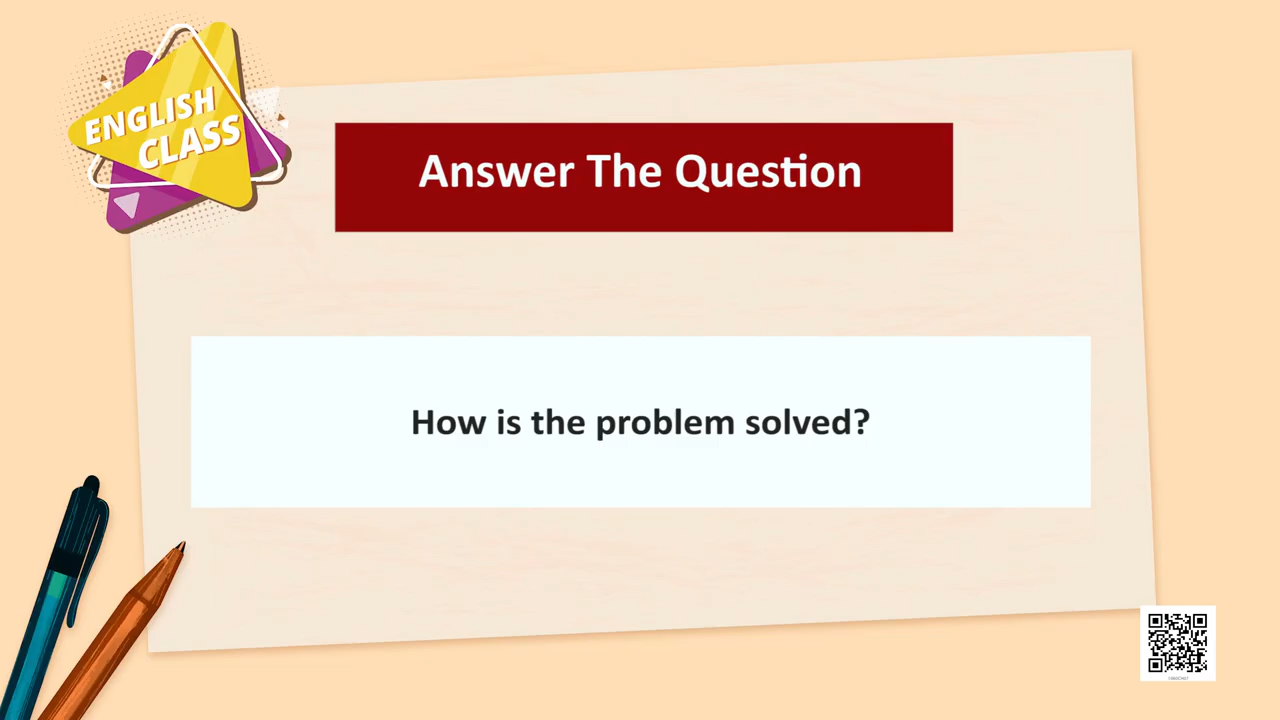 ENGLISH
CLASS
Answer The Question
How is the problem solved?